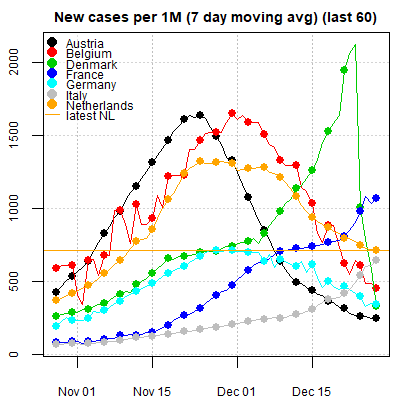 New cases per 1M (7 day moving avg) (last 60)
Austria
Belgium
Denmark
France
Germany
Italy
Netherlands
latest NL
2000
1500
1000
500
0
Nov 01 Nov 15 Dec 01 Dec 15